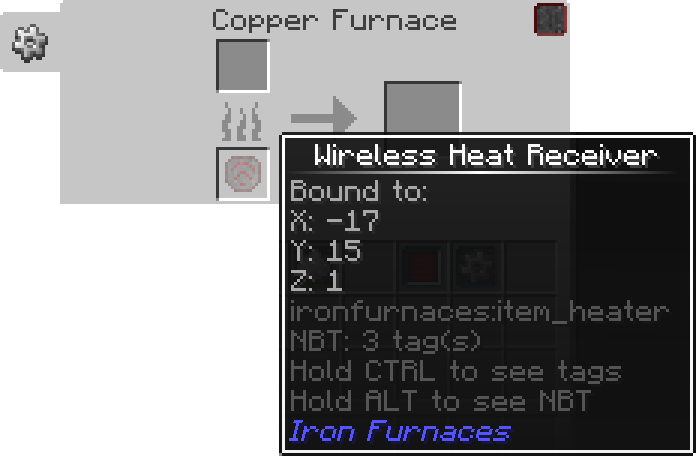 Copper Furnace
Wireless Heat Receiver
Bound to:
X: -17
Y: 15
Z: 1
ironfurnaces:item_heater
NBT: 3 tag(s)
Hold CTRL to see tags
Hold ALT to see NBT
Iron Furnaces